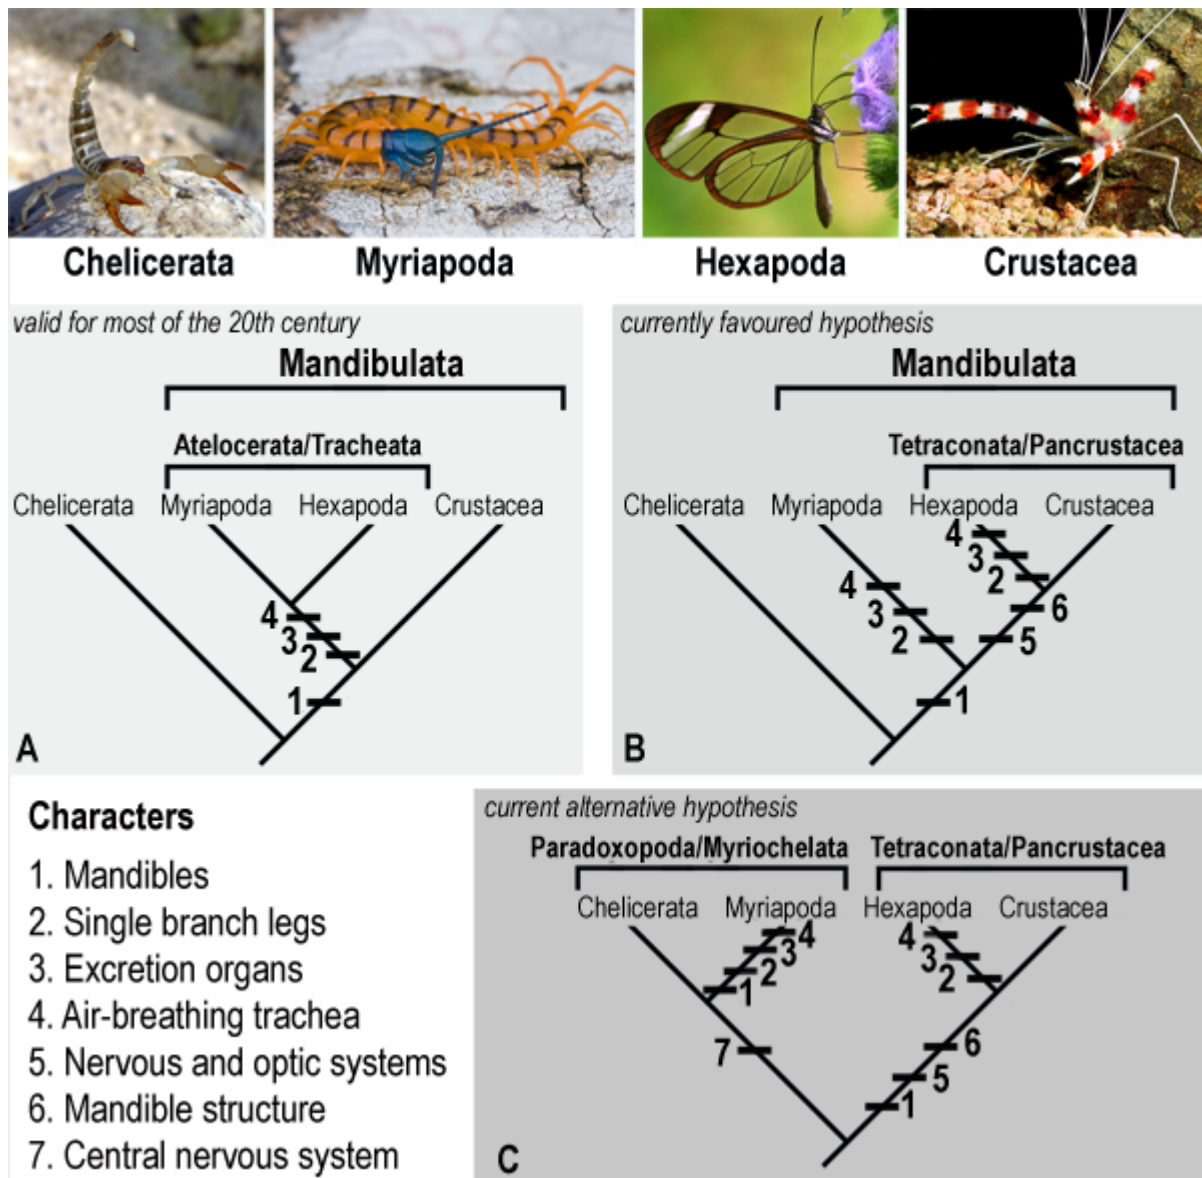 Chelicerata
Myriapoda
Hexapoda
Crustacea
valid for most of the 20th century
Mandibulata
Atelocerata/Tracheata
Chelicerata Myriapoda Hexapoda Crustacea
4
3
2
1
A
currently favoured hypothesis
Mandibulata
Tetraconata/Pancrustacea
Chelicerata Myriapoda Hexapoda Crustacea
4
3
2
4
3
2
6
5
1
B
Characters
1. Mandibles
2. Single branch legs
3. Excretion organs
4. Air-breathing trachea
5. Nervous and optic systems
6. Mandible structure
7. Central nervous system
current alternative hypothesis
Paradoxopoda/Myriochelata Tetraconata/Pancrustacea
Chelicerata Myriapoda Hexapoda Crustacea
4
3
2
1
7
4
3
2
6
5
1
C